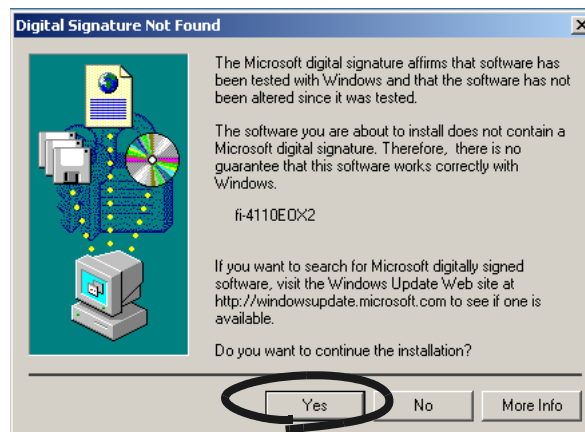 Digital Signature Not Found
The Microsoft digital signature affirms that software has
been tested with Windows and that the software has not
been altered since it was tested.
The software you are about to install does not contain a
Microsoft digital signature. Therefore, there is no
guarantee that this software works correctly with
Windows.
fi-4110EOX2
If you want to search for Microsoft digitally signed
software, visit the Windows Update Web site at
http://windowsupdate.microsoft.com to see if one is
available.
Do you want to continue the installation?
Yes No More Info